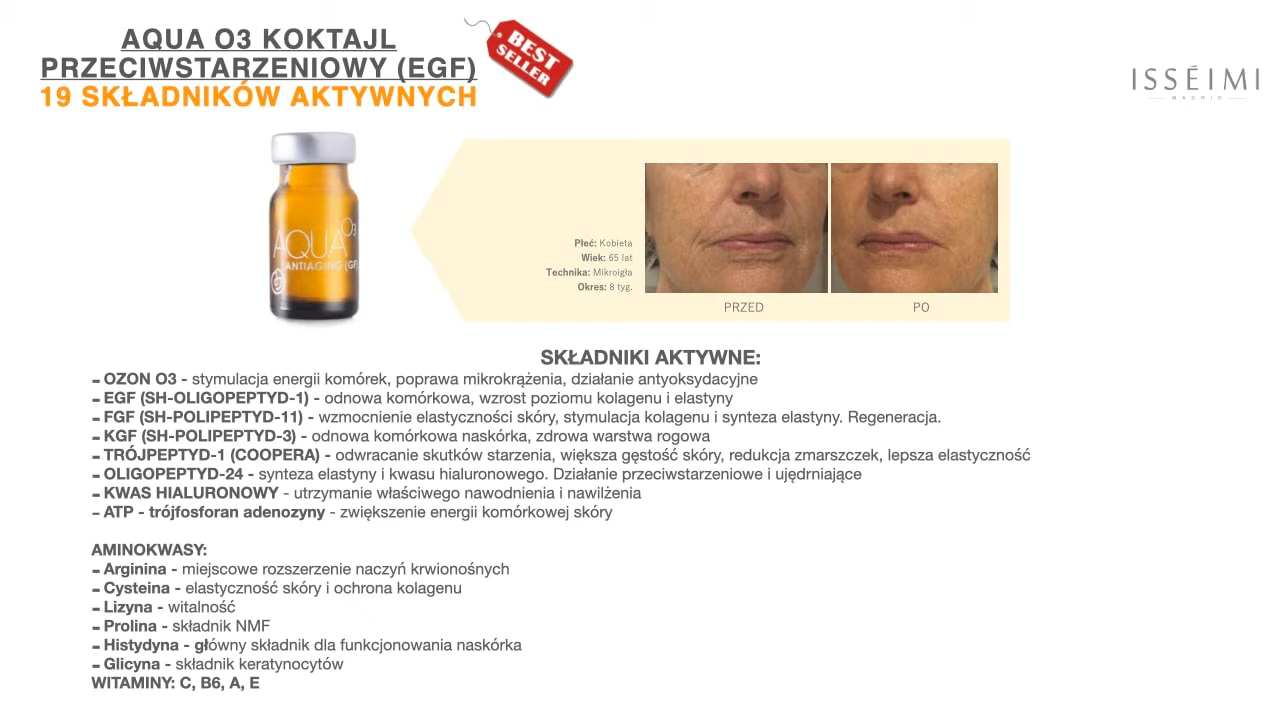 AQUA O3 KOKTAJL
PRZECIWSTARZENIOWY (EGF)
19 SKŁADNIKÓW AKTYWNYCH
BEST
SELLER
ISSÉIMI
MADRID
AQUA O3
ANTIAGING (GF)
Płeć: Kobieta
Wiek: 65 lat
Technika: Mikroigła
Okres: 8 tyg.
PRZED
PO
SKŁADNIKI AKTYWNE:
- OZON O3 - stymulacja energii komórek, poprawa mikrokrążenia, działanie antyoksydacyjne
- EGF (SH-OLIGOPEPTYD-1) - odnowa komórkowa, wzrost poziomu kolagenu i elastyny
- FGF (SH-POLIPEPTYD-11) - wzmocnienie elastyczności skóry, stymulacja kolagenu i synteza elastyny. Regeneracja.
- KGF (SH-POLIPEPTYD-3) - odnowa komórkowa naskórka, zdrowa warstwa rogowa
- TRÓJPEPTYD-1 (COOPERA) - odwracanie skutków starzenia, większa gęstość skóry, redukcja zmarszczek, lepsza elastyczność
- OLIGOPEPTYD-24 - synteza elastyny i kwasu hialuronowego. Działanie przeciwstarzeniowe i ujędrniające
- KWAS HIALURONOWY - utrzymanie właściwego nawodnienia i nawilżenia
- ATP - trójfosforan adenozyny - zwiększenie energii komórkowej skóry
AMINOKWASY:
- Arginina - miejscowe rozszerzenie naczyń krwionośnych
- Cysteina - elastyczność skóry i ochrona kolagenu
- Lizyna - witalność
- Prolina - składnik NMF
- Histydyna - główny składnik dla funkcjonowania naskórka
- Glicyna - składnik keratynocytów
WITAMINY: C, B6, A, E